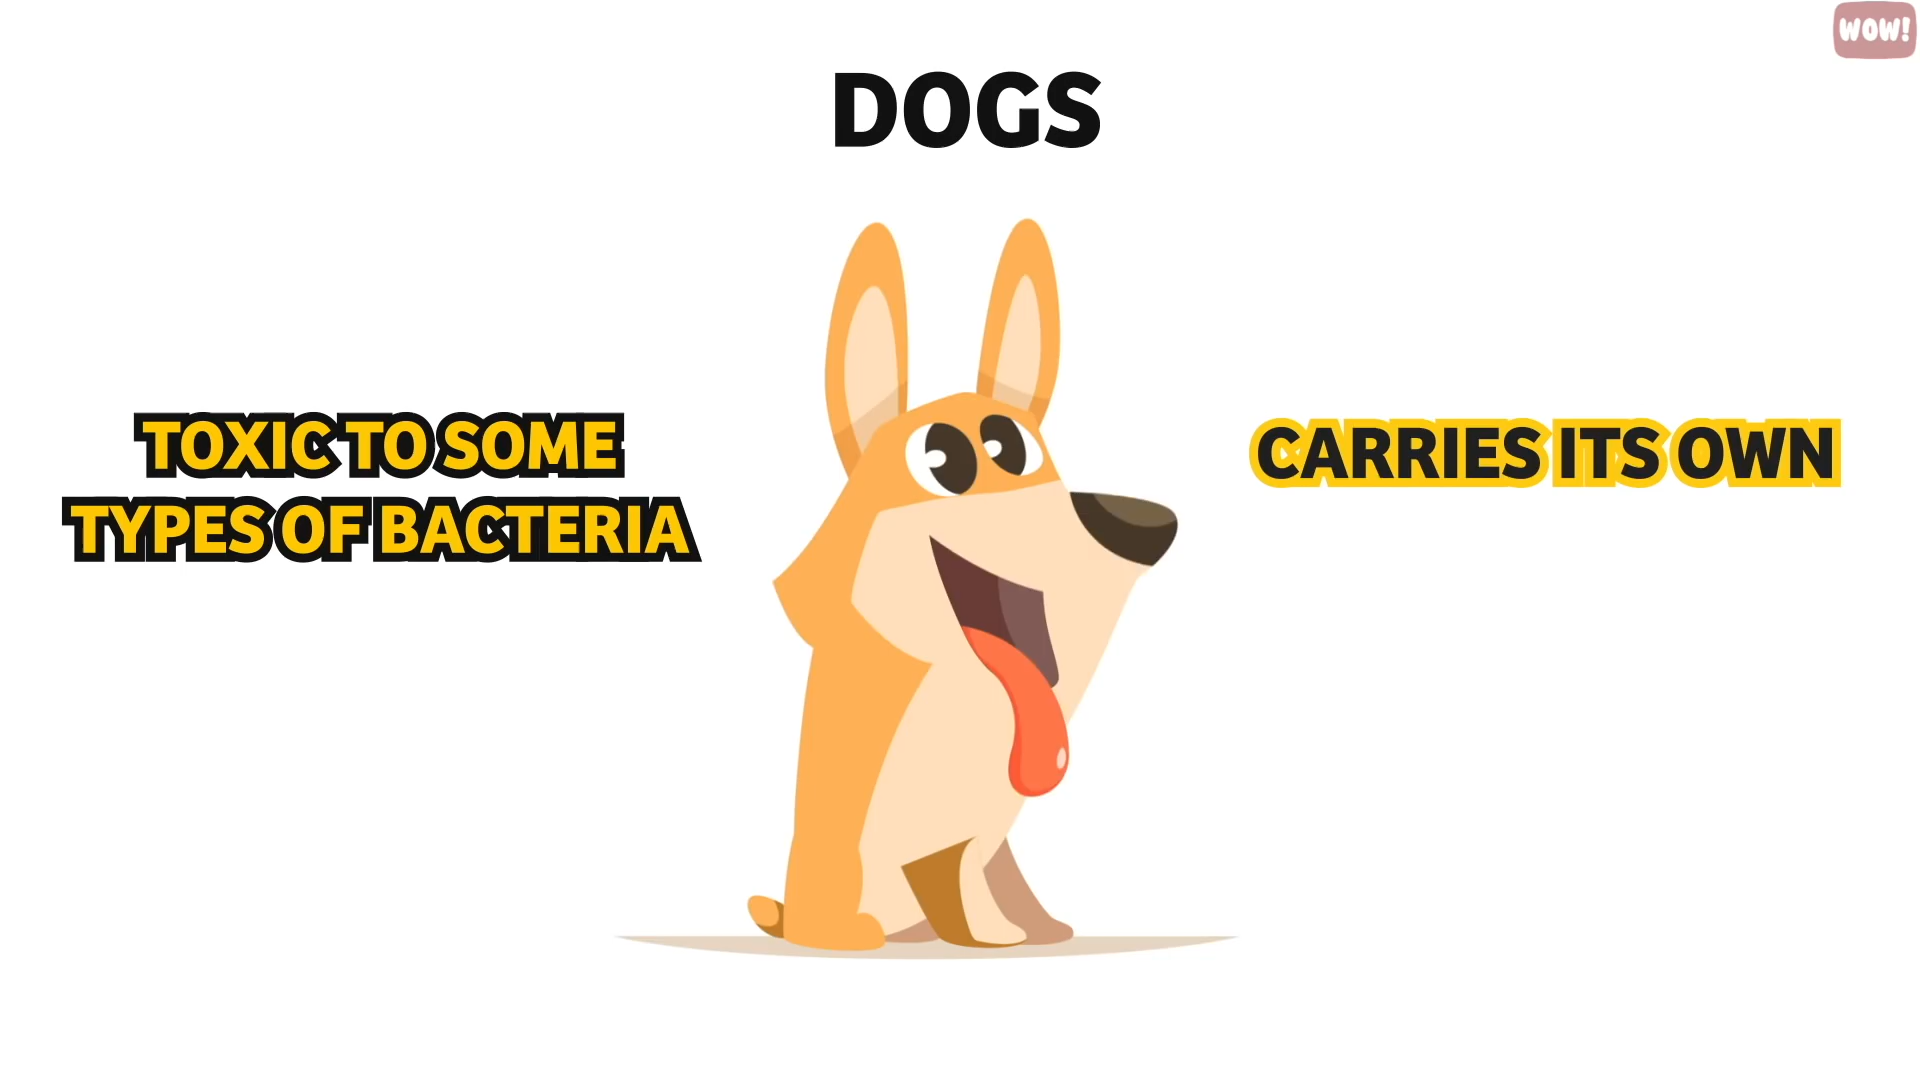 WOW!
DOGS
TOXIC TO SOME
TYPES OF BACTERIA
CARRIES ITS OWN